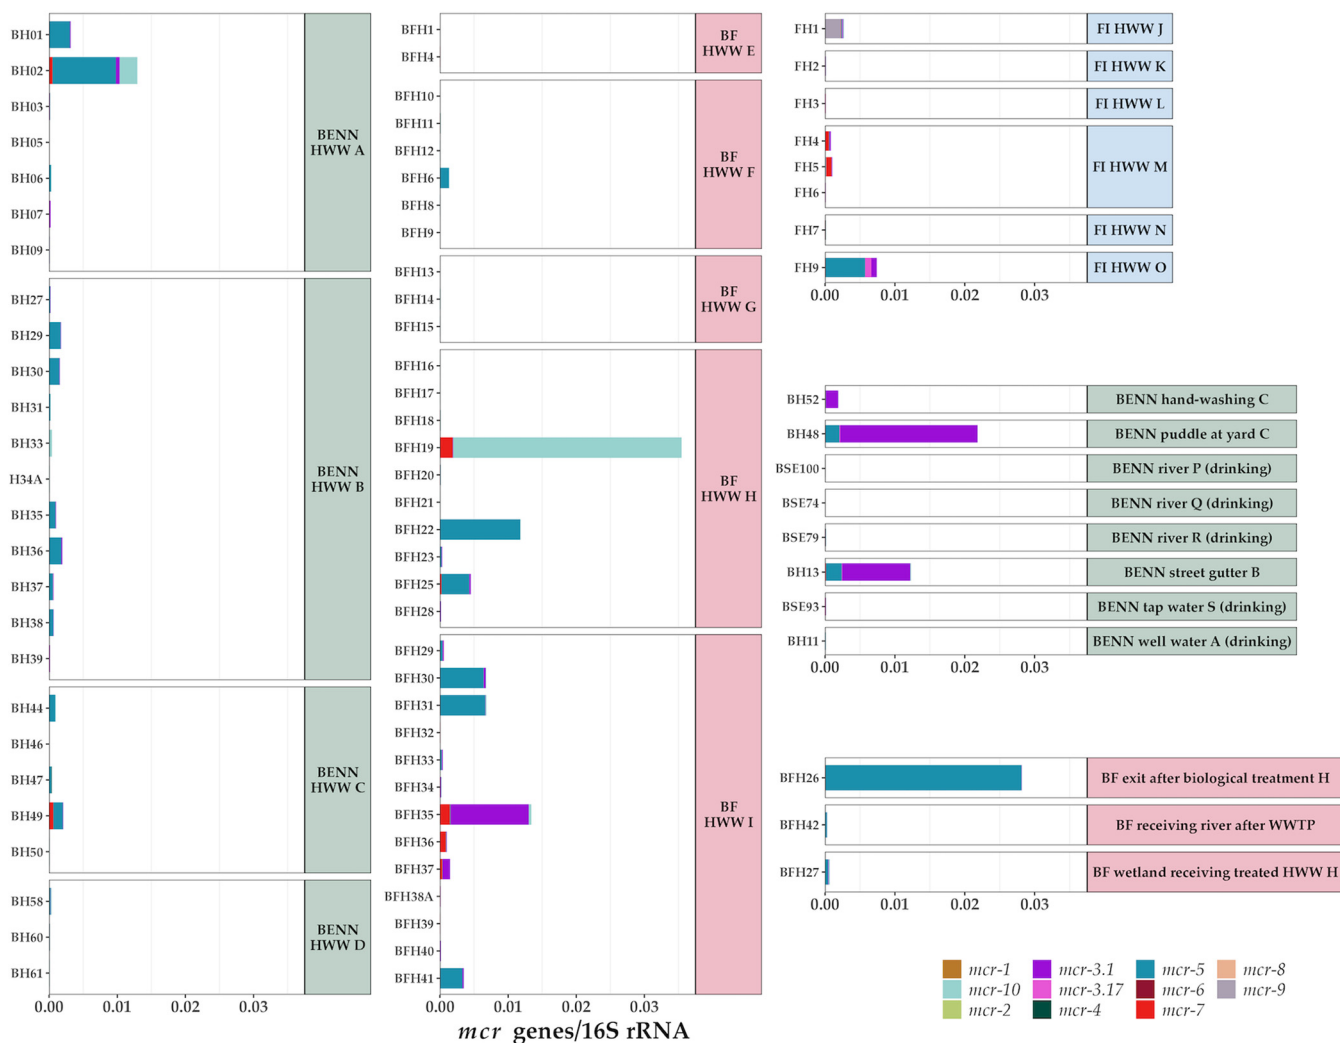 BH01
BH02
BH03
BH05
BH06
BH07
BH09
BENN
HWW A
BH27
BH29
BH30
BH31
BH33
H34A
BH35
BH36
BH37
BH38
BH39
BENN
HWW B
BH44
BH46
BH47
BH49
BH50
BENN
HWW C
BH58
BH60
BH61
BENN
HWW D
0.00 0.01 0.02 0.03
BFH1
BFH4
BF
HWW E
BFH10
BFH11
BFH12
BFH6
BFH8
BFH9
BF
HWW F
BFH13
BFH14
BFH15
BF
HWW G
BFH16
BFH17
BFH18
BFH19
BFH20
BFH21
BFH22
BFH23
BFH25
BFH28
BF
HWW H
BFH29
BFH30
BFH31
BFH32
BFH33
BFH34
BFH35
BFH36
BFH37
BFH38A
BFH39
BFH40
BFH41
BF
HWW I
0.00 0.01 0.02 0.03
mcr genes/16S rRNA
FH1 FI HWW J
FH2 FI HWW K
FH3 FI HWW L
FH4
FH5 FI HWW M
FH6
FH7 FI HWW N
FH9 FI HWW O
0.00 0.01 0.02 0.03
BH52 BENN hand-washing C
BH48 BENN puddle at yard C
BSE100 BENN river P (drinking)
BSE74 BENN river Q (drinking)
BSE79 BENN river R (drinking)
BH13 BENN street gutter B
BSE93 BENN tap water S (drinking)
BH11 BENN well water A (drinking)
0.00 0.01 0.02 0.03
BFH26 BF exit after biological treatment H
BFH42 BF receiving river after WWTP
BFH27 BF wetland receiving treated HWW H
0.00 0.01 0.02 0.03
mcr-1 mcr-3.1 mcr-5 mcr-8
mcr-10 mcr-3.17 mcr-6 mcr-9
mcr-2 mcr-4 mcr-7